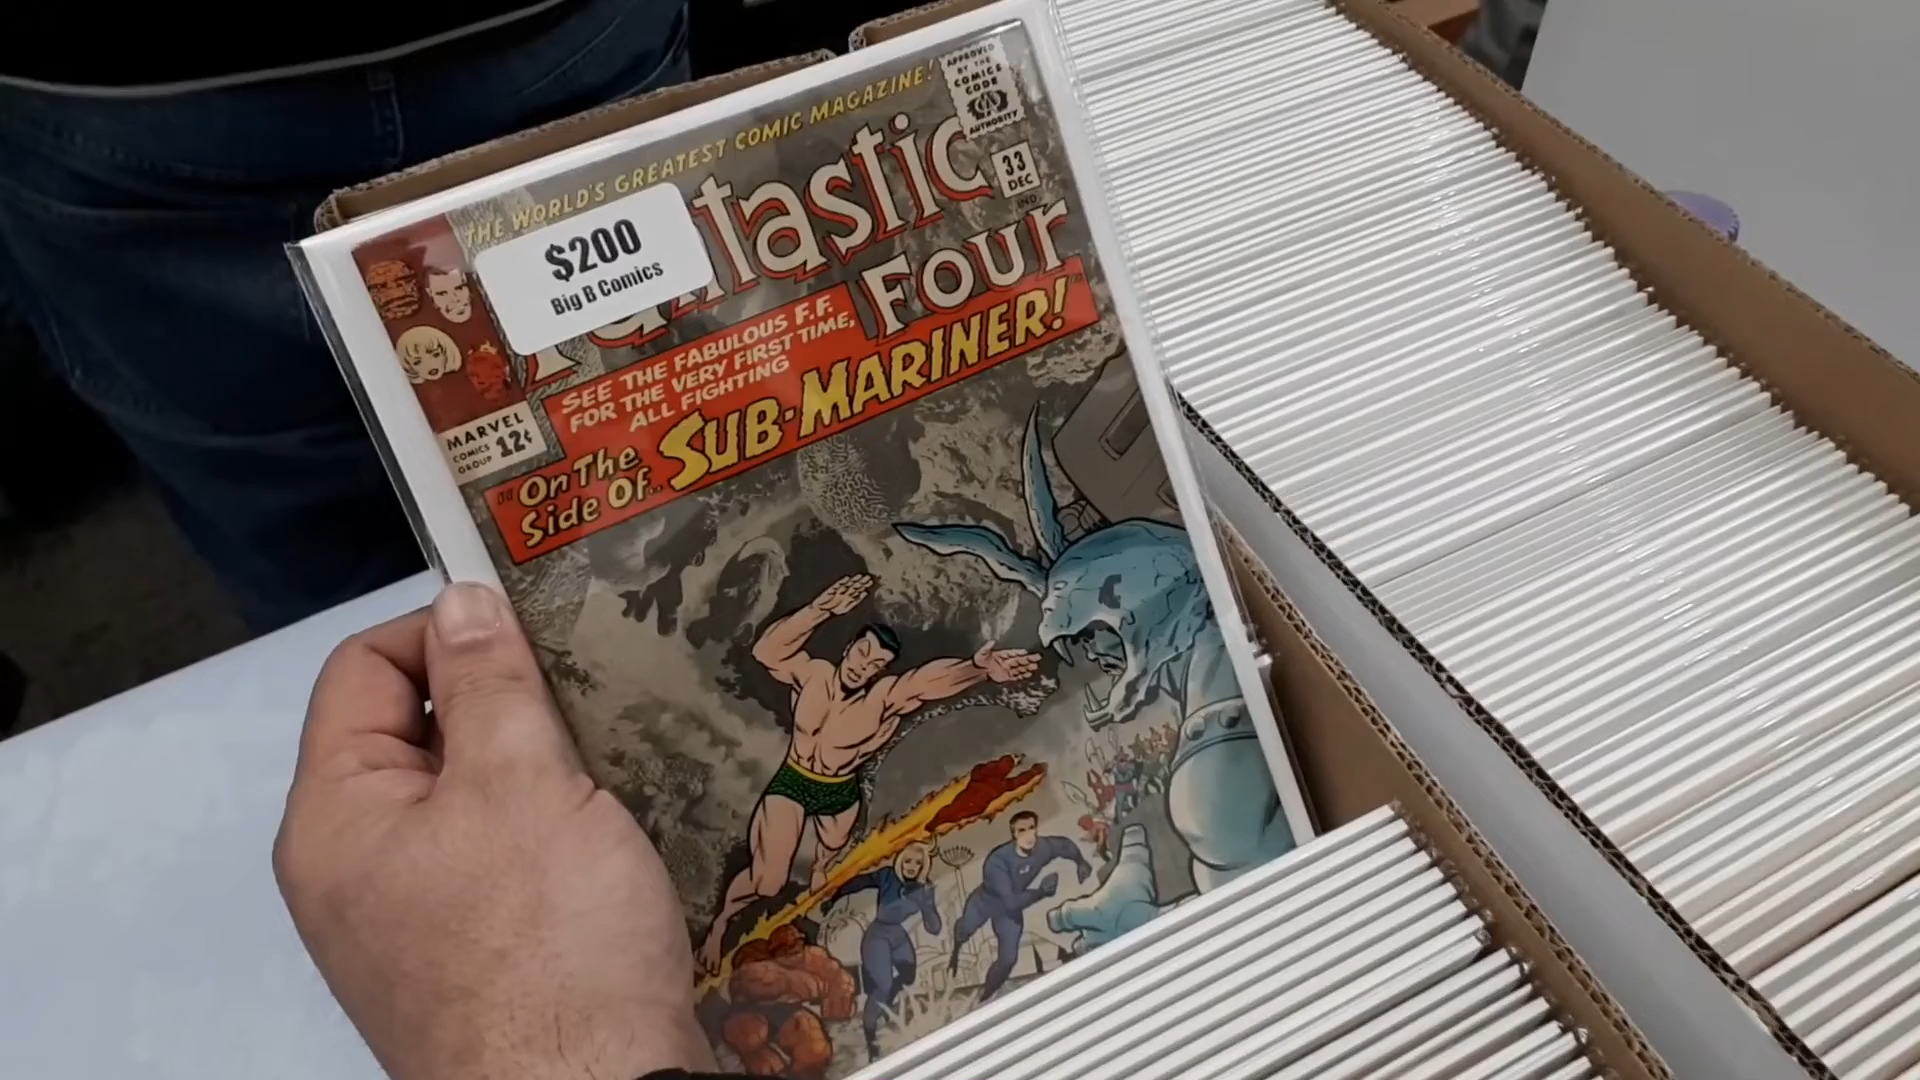 THE WORLD'S GREATEST COMIC MAGAZINE!
APPROVED
BY THE
COMICS
CODE
AUTHORITY
33
DEC
IND.
$200
Big B Comics
Fantastic
Four
SEE THE FABULOUS F.F.
FOR THE VERY FIRST TIME,
ALL FIGHTING
"On The
Side Of..
SUB-MARINER!"
MARVEL
COMICS
GROUP
12¢